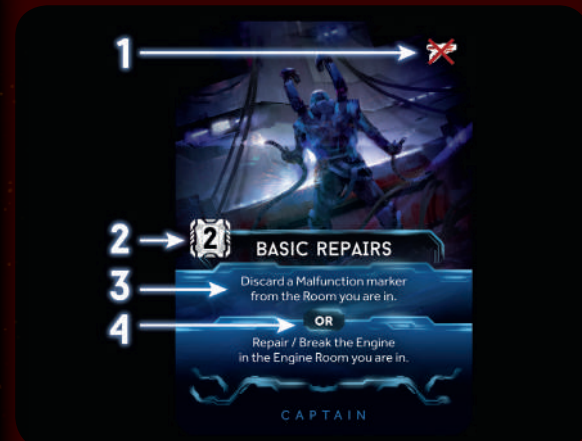 1
2
2
BASIC REPAIRS
3
Discard a Malfunction marker
from the Room you are in.
4
OR
Repair / Break the Engine
in the Engine Room you are in.
CAPTAIN